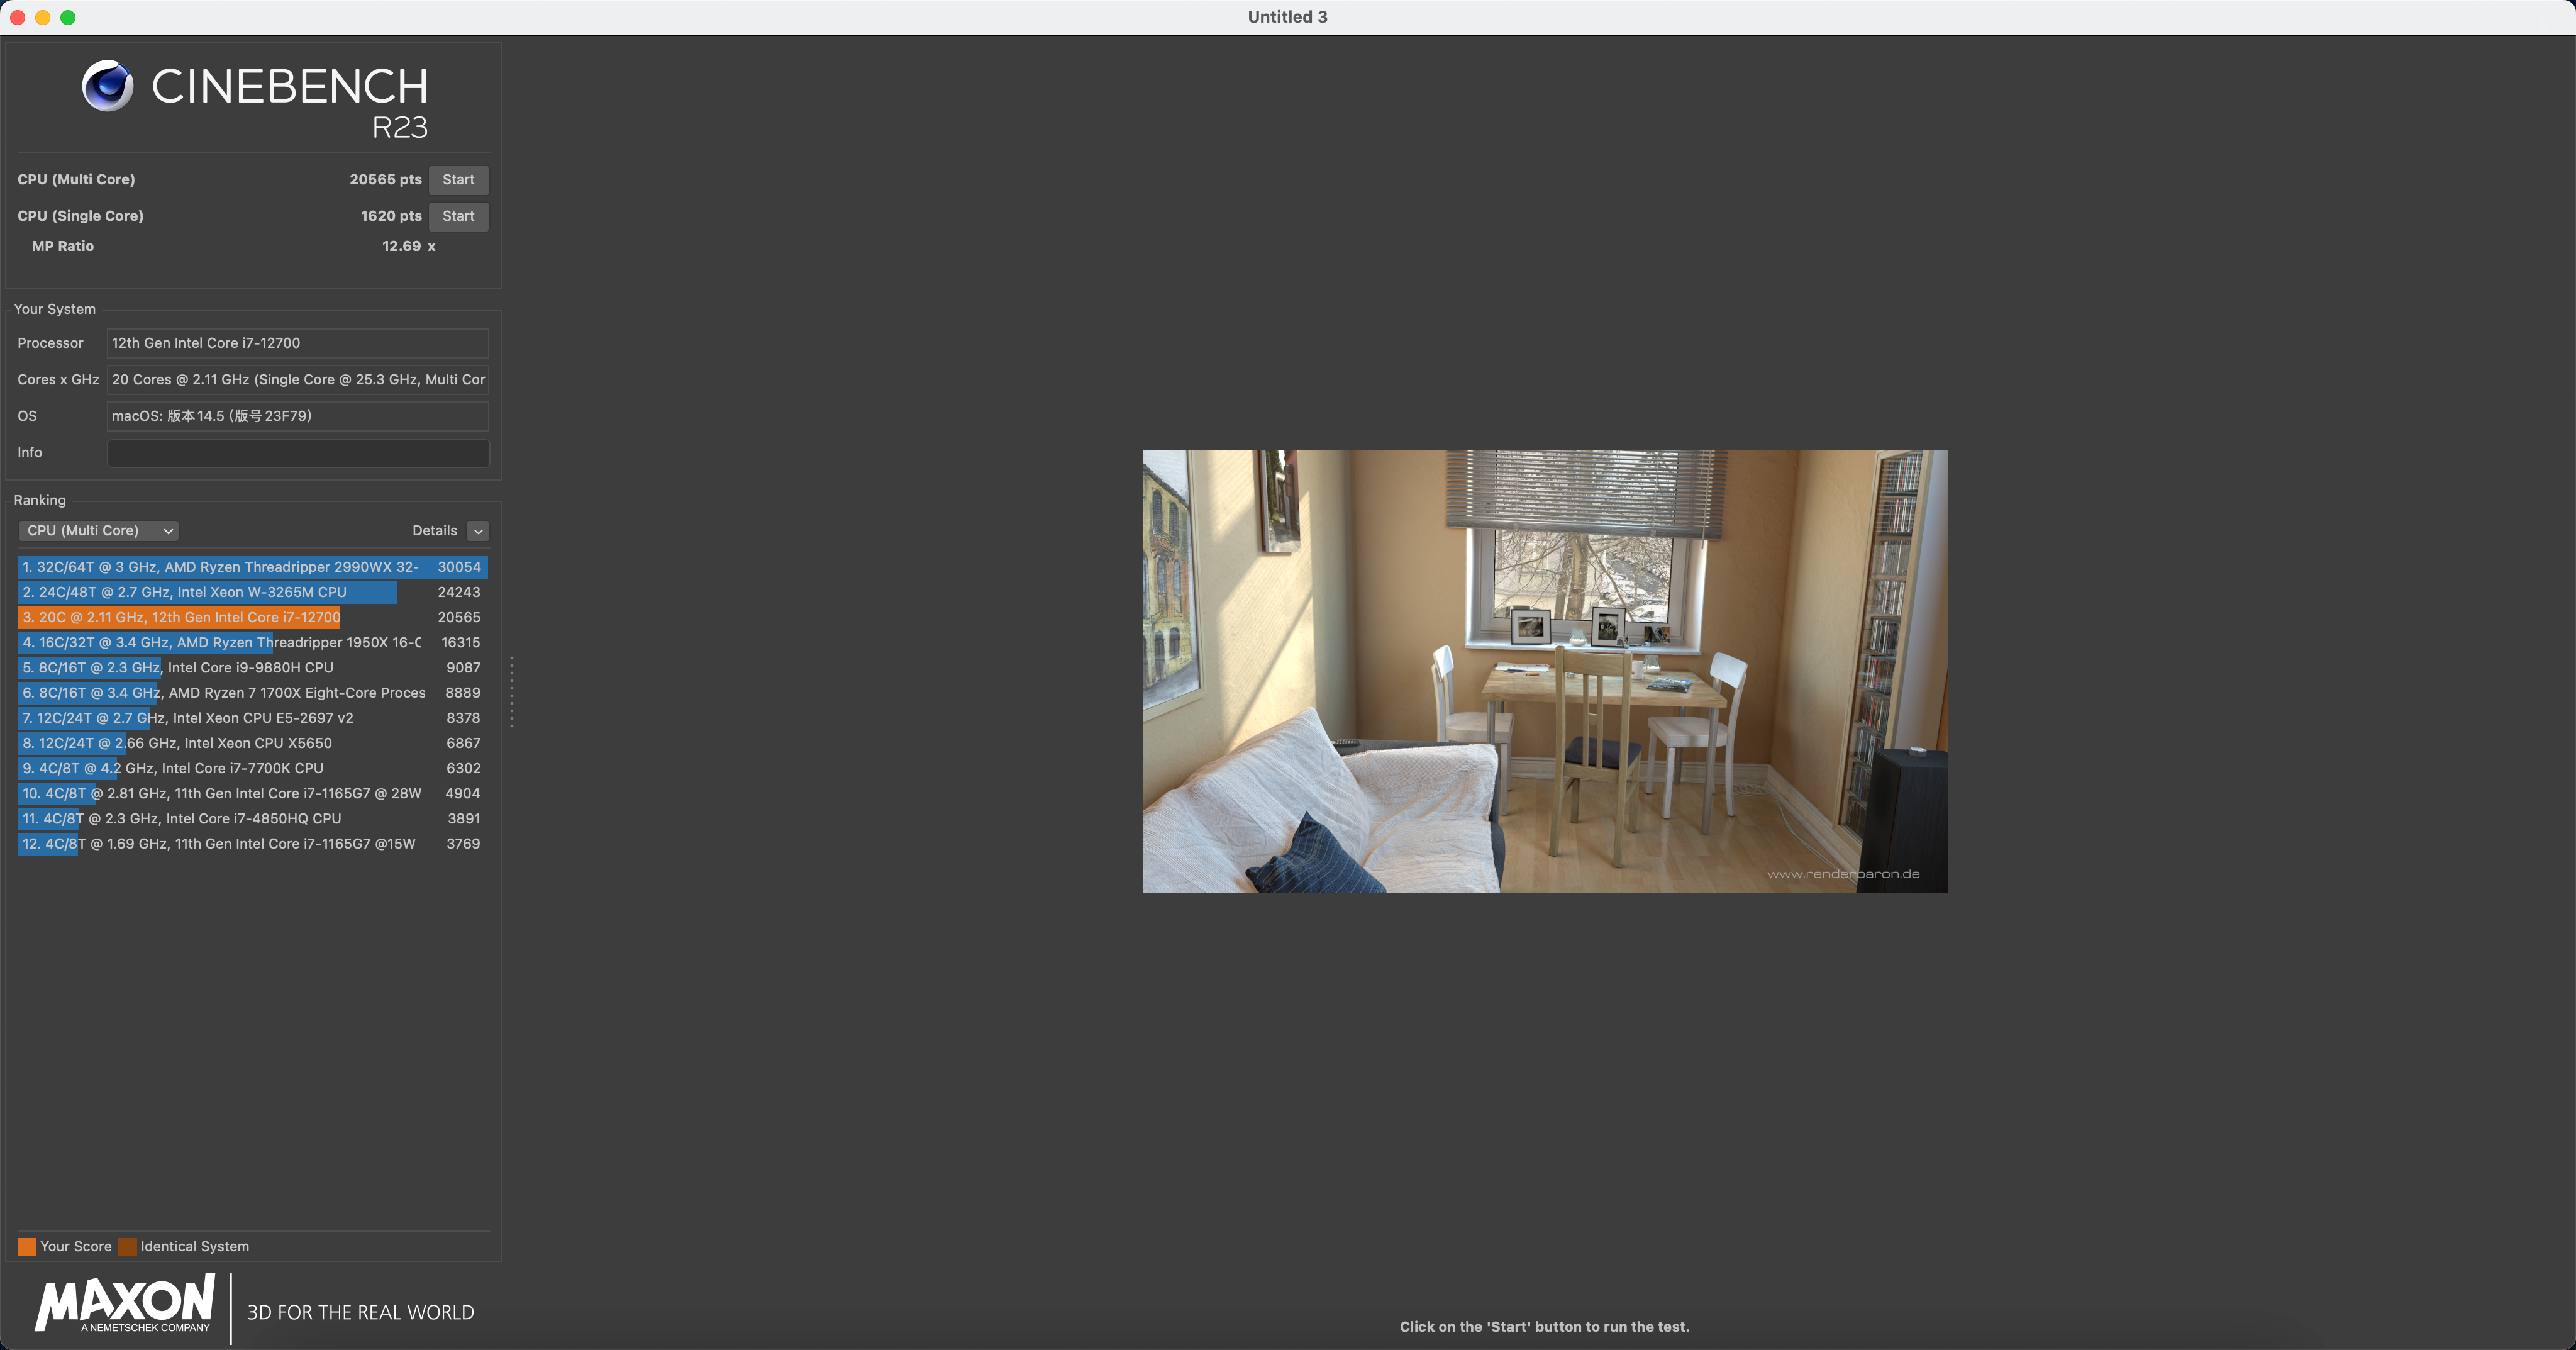 Untitled 3
CINEBENCH
R23
CPU (Multi Core) 20565 pts Start
CPU (Single Core) 1620 pts Start
MP Ratio 12.69 x
Your System
Processor 12th Gen Intel Core i7-12700
Cores x GHz 20 Cores @ 2.11 GHz (Single Core @ 25.3 GHz, Multi Cor
OS macOS: 版本 14.5 (版号 23F79)
Info
Ranking
CPU (Multi Core) Details
1. 32C/64T @ 3 GHz, AMD Ryzen Threadripper 2990WX 32- 30054
2. 24C/48T @ 2.7 GHz, Intel Xeon W-3265M CPU 24243
3. 20C @ 2.11 GHz, 12th Gen Intel Core i7-12700 20565
4. 16C/32T @ 3.4 GHz, AMD Ryzen Threadripper 1950X 16-C 16315
5. 8C/16T @ 2.3 GHz, Intel Core i9-9880H CPU 9087
6. 8C/16T @ 3.4 GHz, AMD Ryzen 7 1700X Eight-Core Proces 8889
7. 12C/24T @ 2.7 GHz, Intel Xeon CPU E5-2697 v2 8378
8. 12C/24T @ 2.66 GHz, Intel Xeon CPU X5650 6867
9. 4C/8T @ 4.2 GHz, Intel Core i7-7700K CPU 6302
10. 4C/8T @ 2.81 GHz, 11th Gen Intel Core i7-1165G7 @ 28W 4904
11. 4C/8T @ 2.3 GHz, Intel Core i7-4850HQ CPU 3891
12. 4C/8T @ 1.69 GHz, 11th Gen Intel Core i7-1165G7 @15W 3769
www.renderbaron.de
Your Score Identical System
MAXON
A NEMETSCHEK COMPANY
3D FOR THE REAL WORLD
Click on the 'Start' button to run the test.